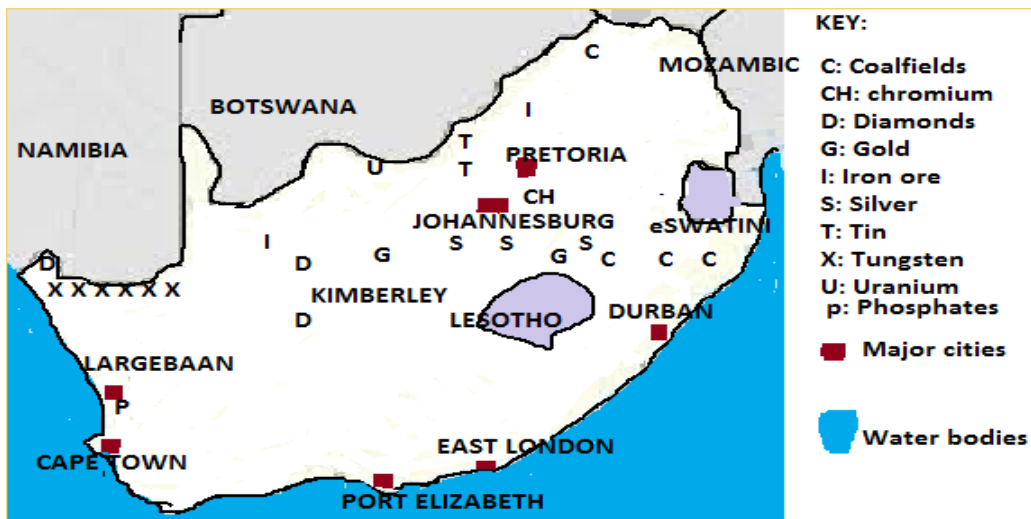 KEY:
C: Coalfields
CH: chromium
D: Diamonds
G: Gold
I: Iron ore
S: Silver
T: Tin
X: Tungsten
U: Uranium
p: Phosphates
Major cities
Water bodies
C
MOZAMBIC
BOTSWANA
I
NAMIBIA
T
PRETORIA
U T
CH
JOHANNESBURG
eSWATINI
I S S S
D D G G C C C
X X X X X X
KIMBERLEY
D LESOTHO DURBAN
LARGEBAAN
P
EAST LONDON
CAPE TOWN
PORT ELIZABETH